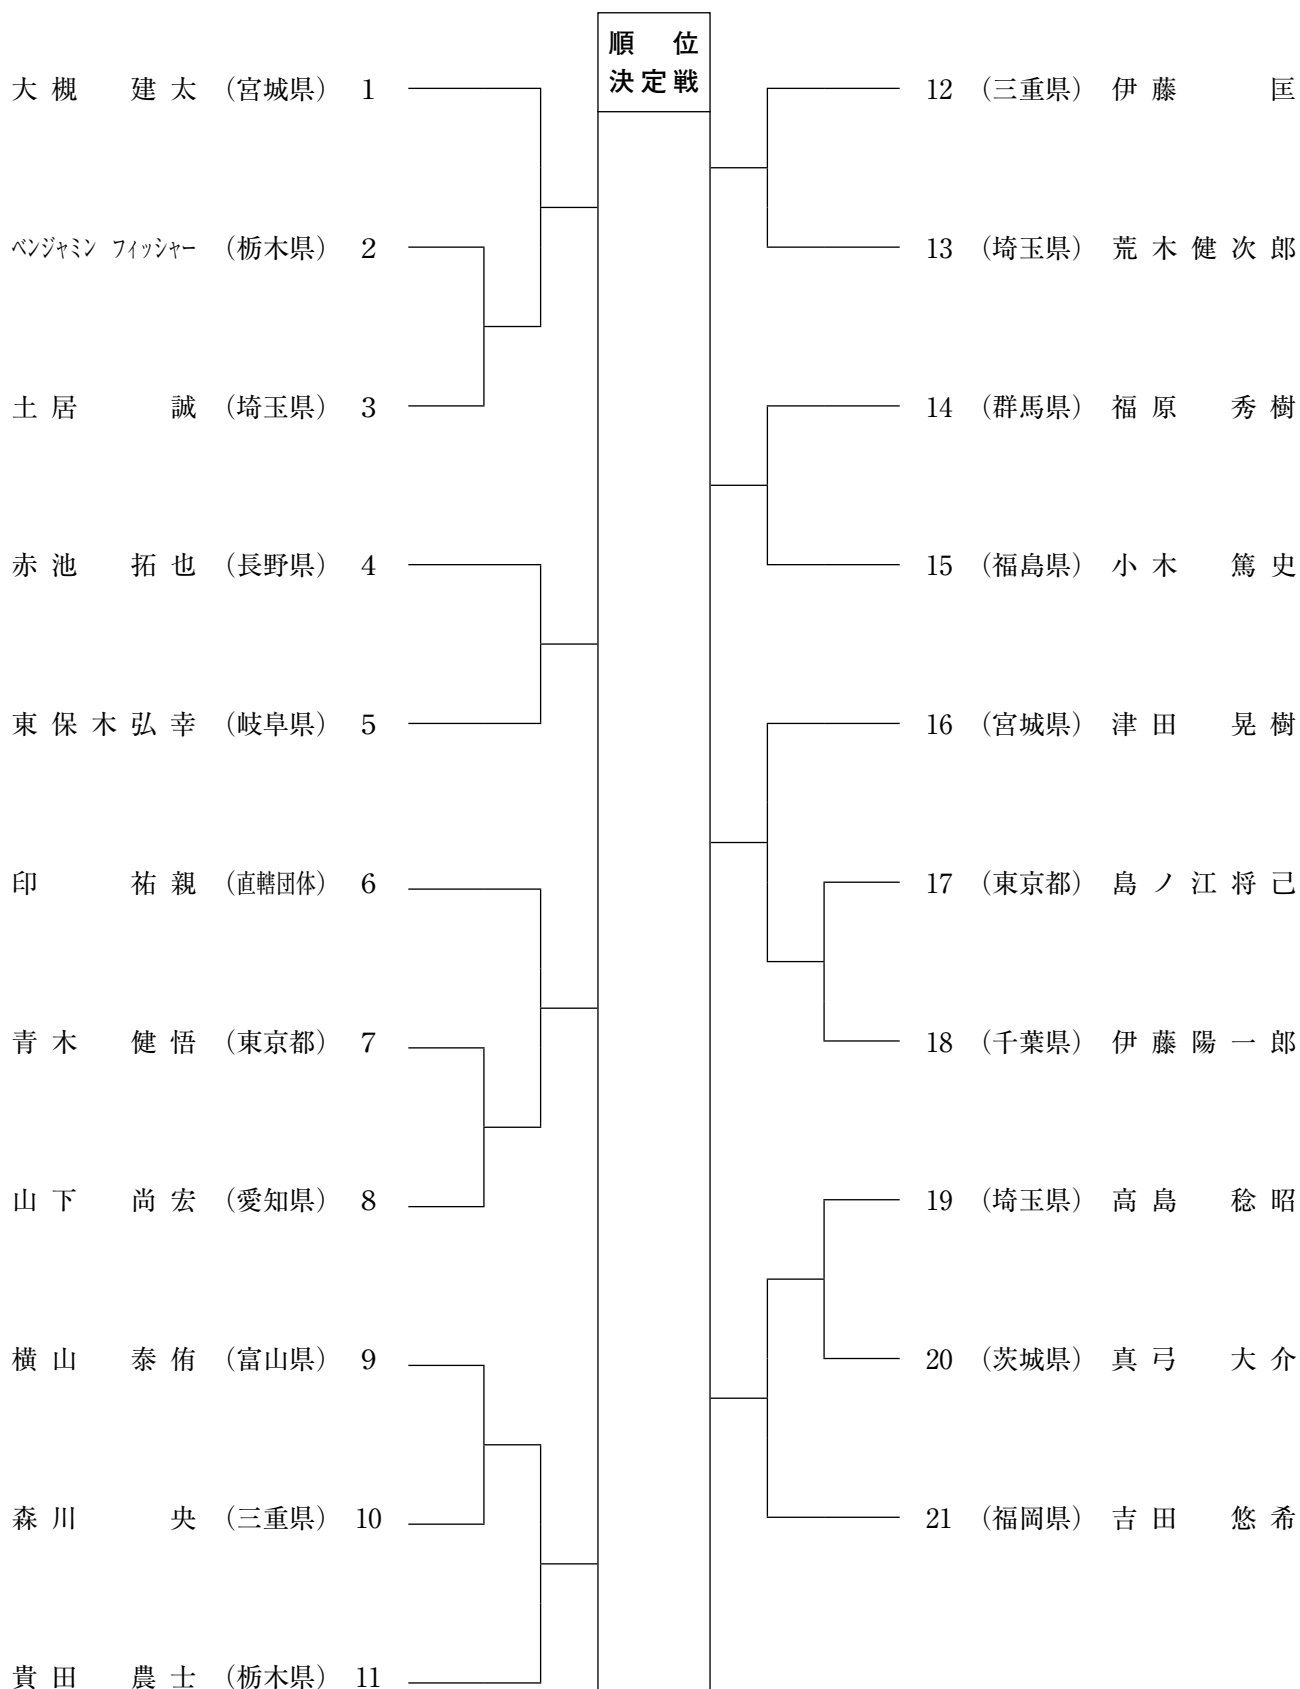 順 位
決定戦
大槻 建太 (宮城県) 1
ベンジャミン フィッシャー (栃木県) 2
土居 誠 (埼玉県) 3
赤池 拓也 (長野県) 4
東保木弘幸 (岐阜県) 5
印 祐親 (直轄団体) 6
青木 健悟 (東京都) 7
山下 尚宏 (愛知県) 8
横山 泰侑 (富山県) 9
森川 央 (三重県) 10
貴田 農士 (栃木県) 11
12 (三重県) 伊藤 匡
13 (埼玉県) 荒木健次郎
14 (群馬県) 福原 秀樹
15 (福島県) 小木 篤史
16 (宮城県) 津田 晃樹
17 (東京都) 島ノ江将己
18 (千葉県) 伊藤陽一郎
19 (埼玉県) 高島 稔昭
20 (茨城県) 真弓 大介
21 (福岡県) 吉田 悠希